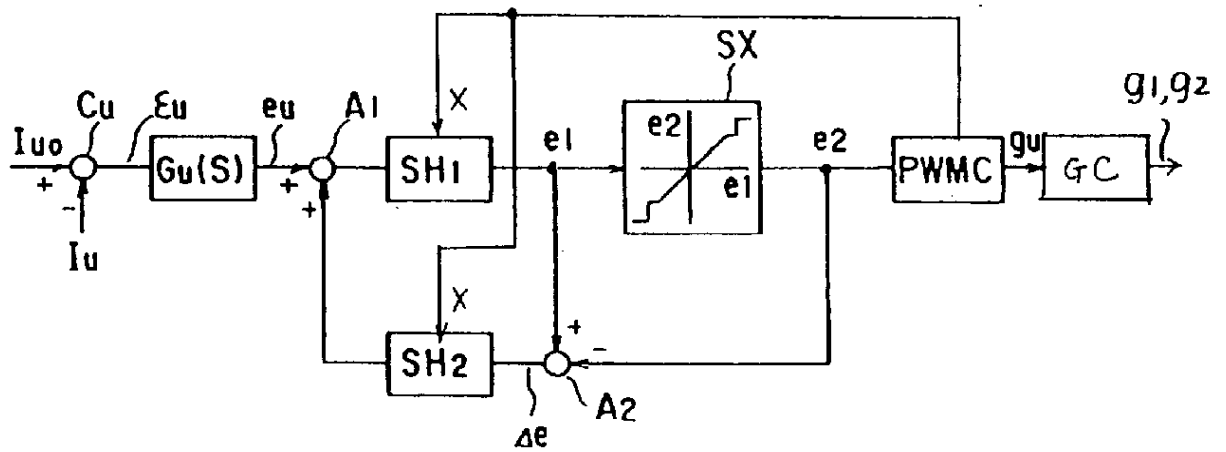 SX
Cu
εu
eu
A1
X
Iuo
+
Gu(S)
+
SH1
e1
e2
e1
e2
PWMC
gu
GC
g1,g2
-
+
Iu
X
SH2
+
-
Δe
A2